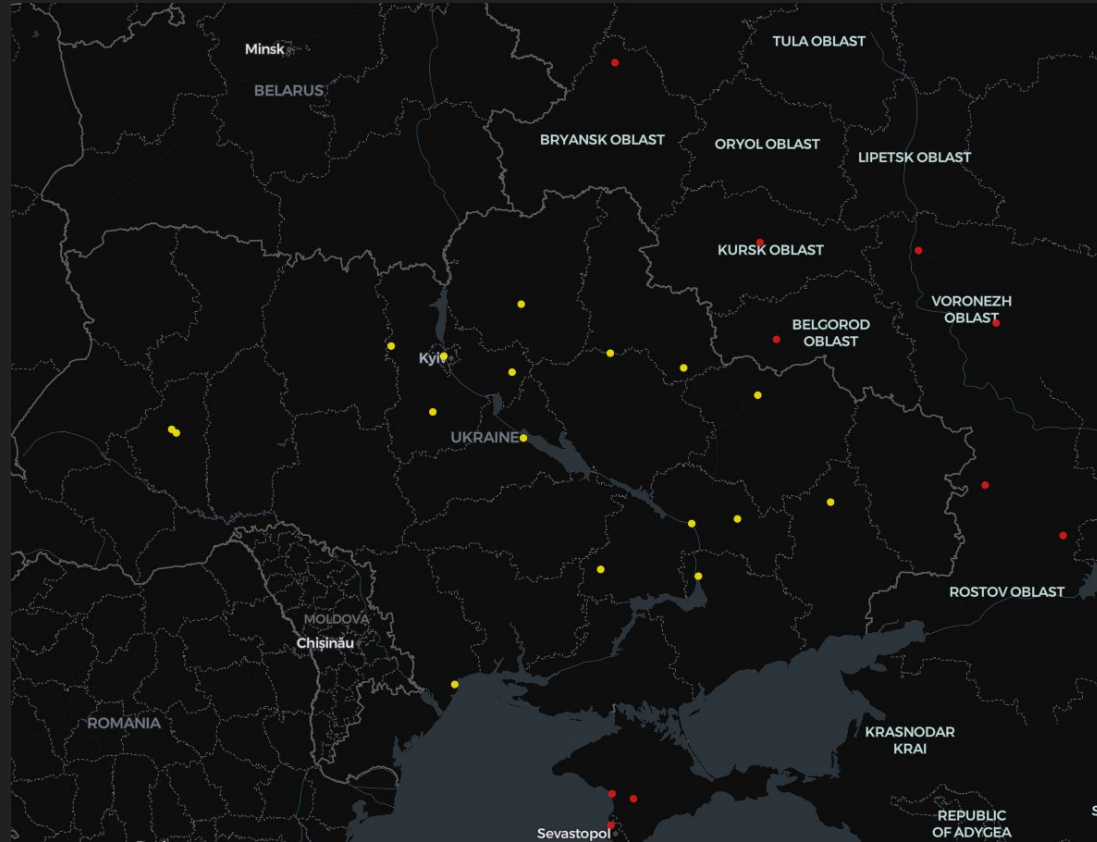 TULA OBLAST
Minsk
BELARUS
BRYANSK OBLAST
ORYOL OBLAST
LIPETSK OBLAST
KURSK OBLAST
VORONEZH
OBLAST
BELGOROD
OBLAST
Kyiv
UKRAINE
ROSTOV OBLAST
MOLDOVA
Chișinău
ROMANIA
KRASNODAR
KRAI
REPUBLIC
OF ADYGEA
Sevastopol